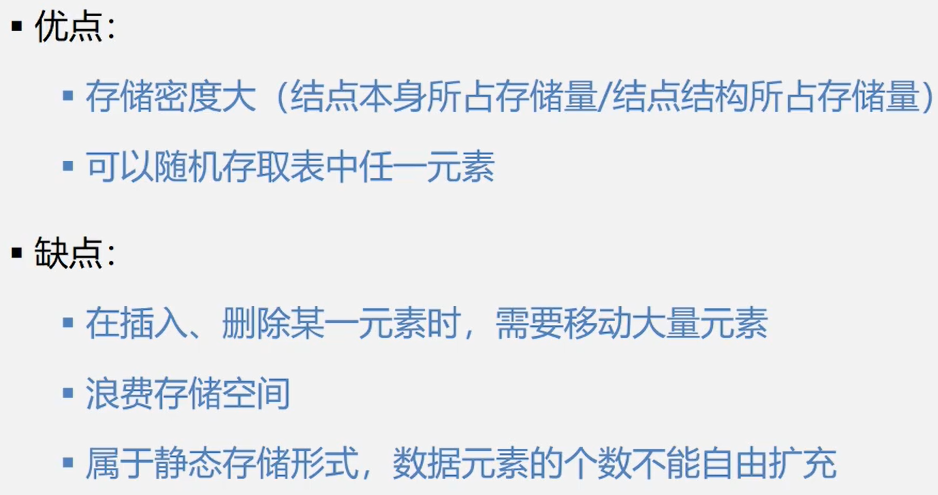 ▪ 优点：
▪ 存储密度大（结点本身所占存储量/结点结构所占存储量）
▪ 可以随机存取表中任一元素
▪ 缺点：
▪ 在插入、删除某一元素时，需要移动大量元素
▪ 浪费存储空间
▪ 属于静态存储形式，数据元素的个数不能自由扩充